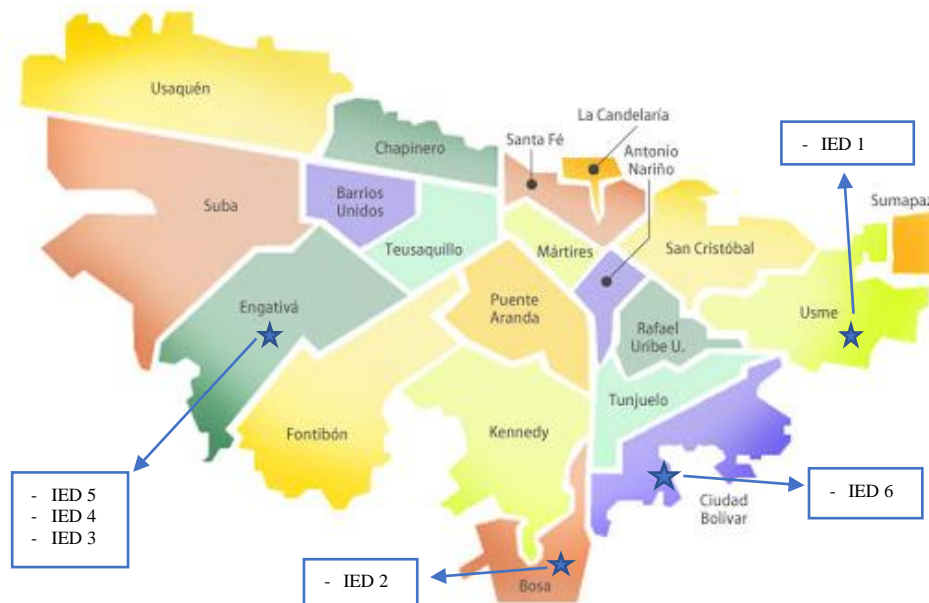 Usaquén
Chapinero
Santa Fé
La Candelaría
Antonio
Nariño
- IED 1
Suba
Barrios
Unidos
Teusaquillo
Mártires
San Cristóbal
Sumapaz
Engativá
Puente
Aranda
Rafael
Uribe U.
Usme
Fontibón
Kennedy
Tunjuelo
- IED 5
- IED 4
- IED 3
- IED 6
Ciudad
Bolívar
- IED 2
Bosa